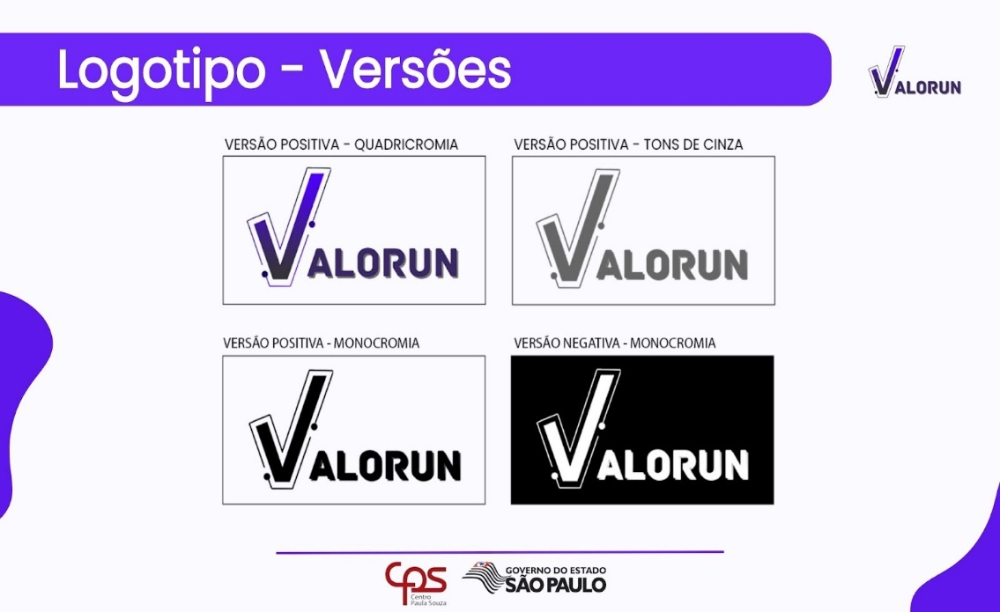 Logotipo - Versões
VALORUN
VERSÃO POSITIVA - QUADRICROMIA
VERSÃO POSITIVA - TONS DE CINZA
VALORUN
VALORUN
VERSÃO POSITIVA - MONOCROMIA
VERSÃO NEGATIVA - MONOCROMIA
VALORUN
VALORUN
cps
Centro
Paula Souza
GOVERNO DO ESTADO
SÃO PAULO